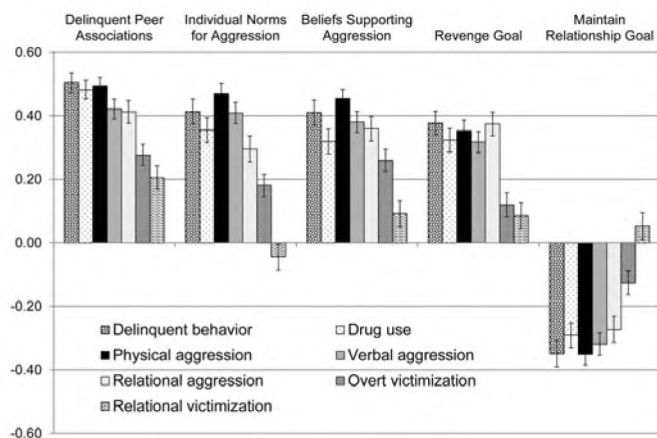 Delinquent Peer Individual Norms Beliefs Supporting Maintain
Associations for Aggression Aggression Revenge Goal Relationship Goal
0.60
0.40
0.20
0.00
-0.20
-0.40
-0.60
Delinquent behavior Drug use
Physical aggression Verbal aggression
Relational aggression Overt victimization
Relational victimization